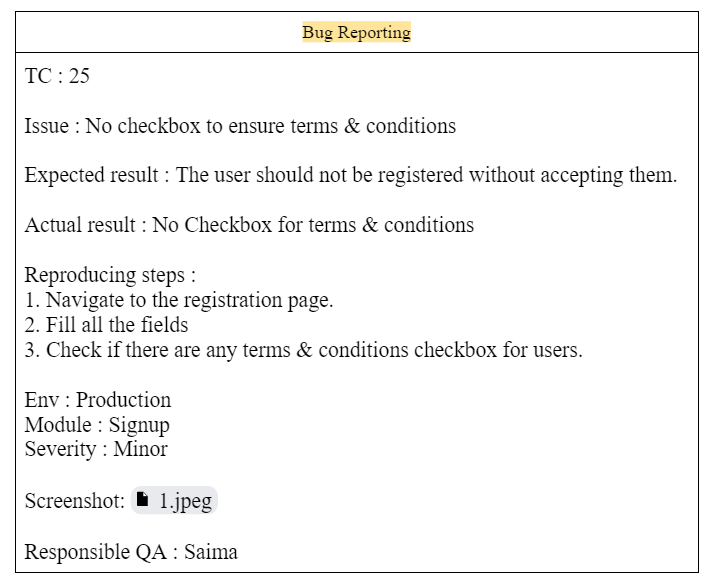 Bug Reporting
TC : 25
Issue : No checkbox to ensure terms & conditions
Expected result : The user should not be registered without accepting them.
Actual result : No Checkbox for terms & conditions
Reproducing steps :
1. Navigate to the registration page.
2. Fill all the fields
3. Check if there are any terms & conditions checkbox for users.
Env : Production
Module : Signup
Severity : Minor
Screenshot: 1.jpeg
Responsible QA : Saima